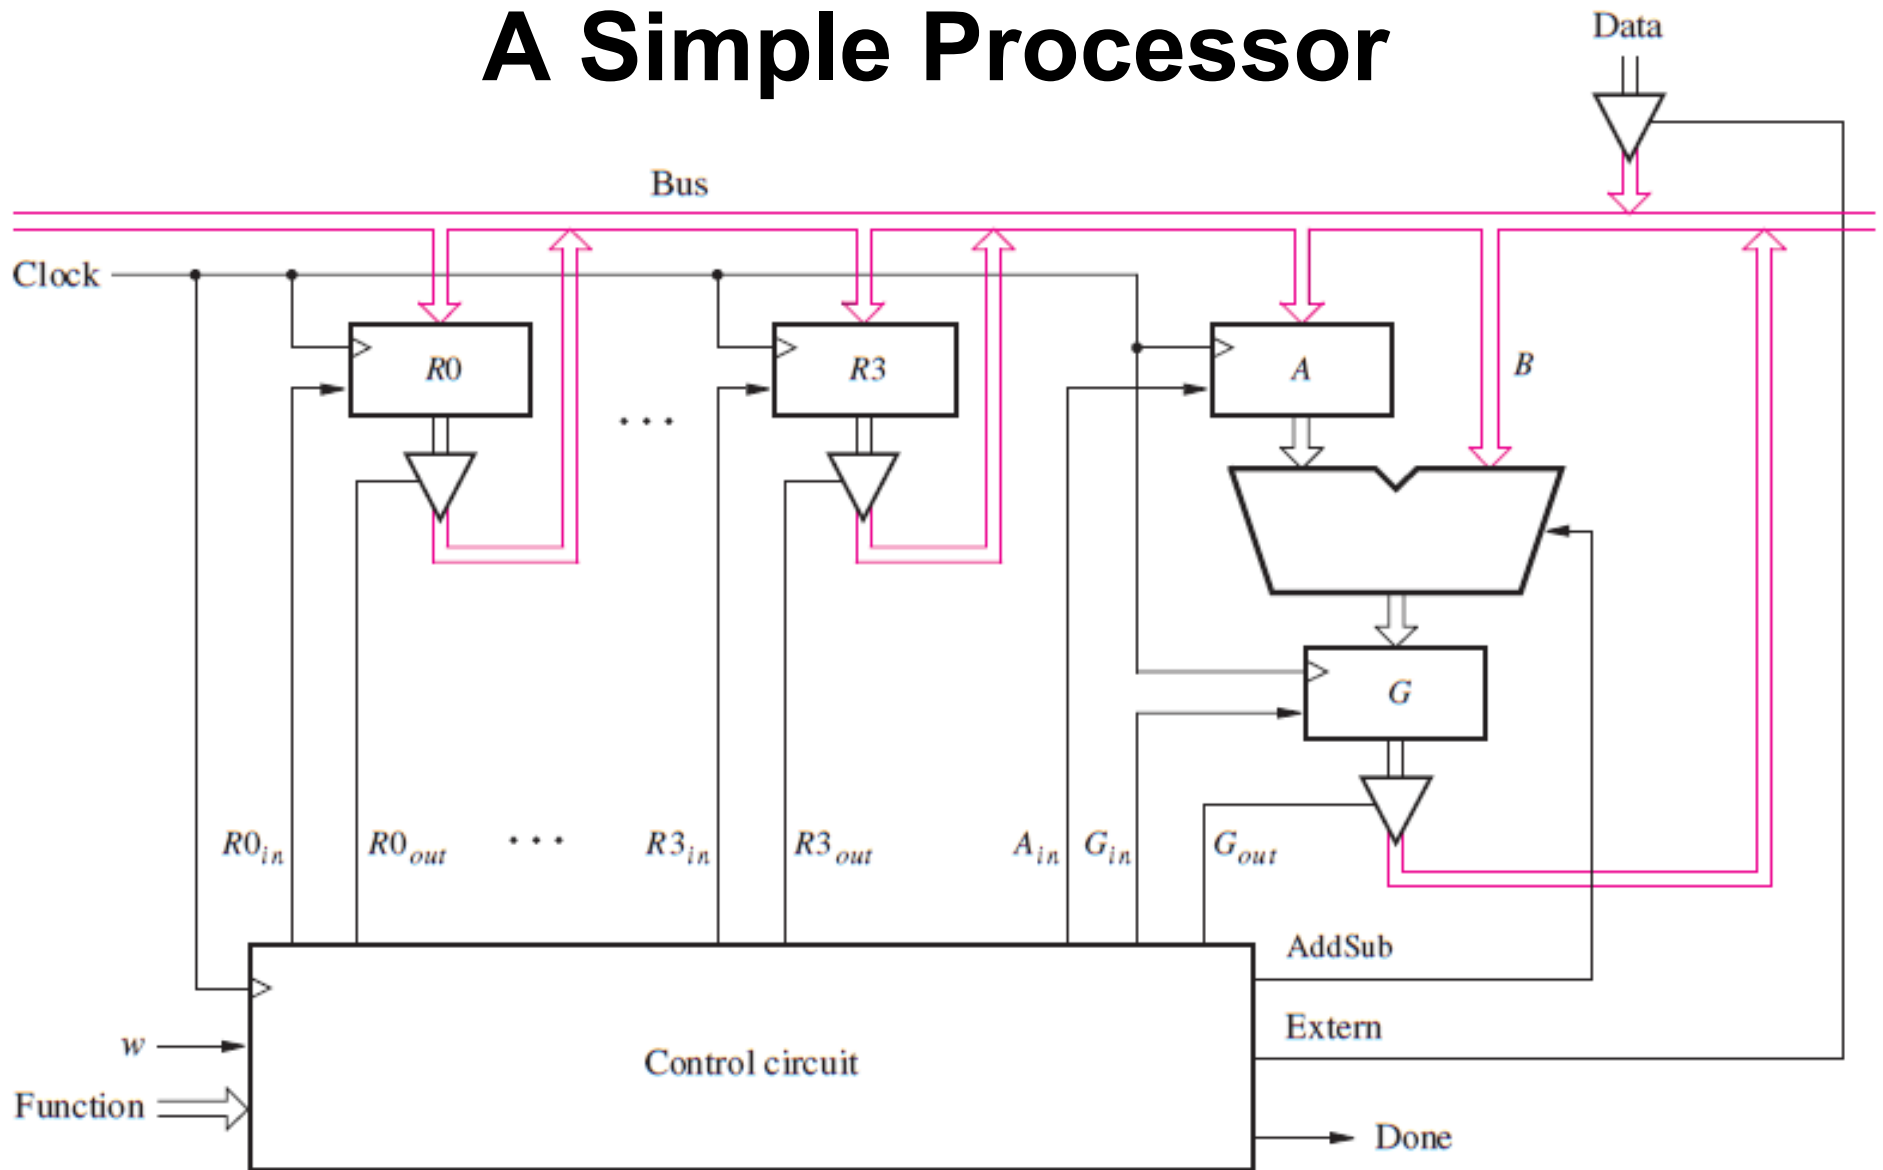 A Simple Processor
Data
Bus
Clock
R0
R3
A
B
...
G
R0in
R0out
...
R3in
R3out
Ain
Gin
Gout
AddSub
Extern
w
Control circuit
Function
Done